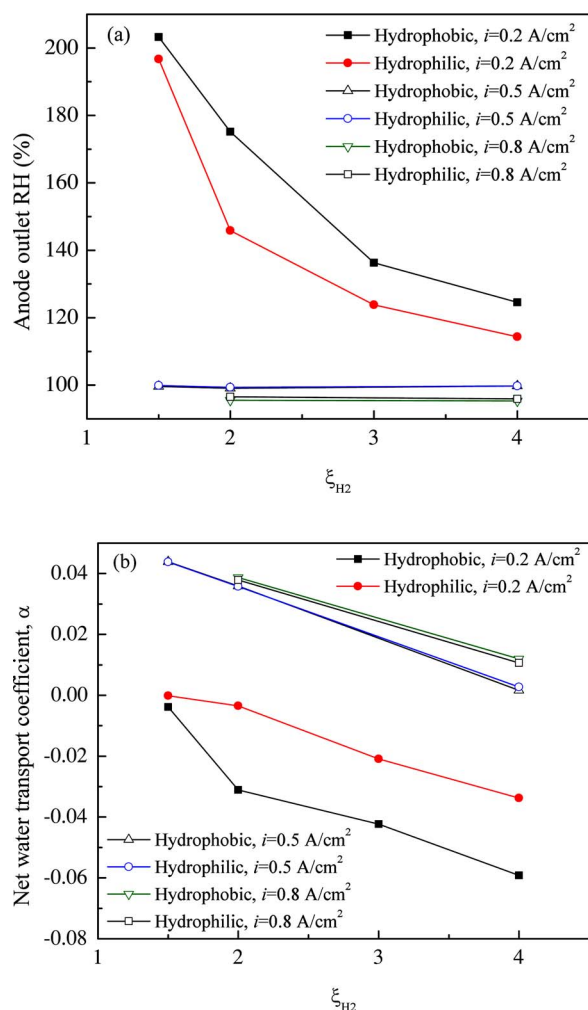 (a)
Hydrophobic, i=0.2 A/cm²
Hydrophilic, i=0.2 A/cm²
Hydrophobic, i=0.5 A/cm²
Hydrophilic, i=0.5 A/cm²
Hydrophobic, i=0.8 A/cm²
Hydrophilic, i=0.8 A/cm²
Anode outlet RH (%)
200
180
160
140
120
100
1 2 3 4
ξH2
(b)
Hydrophobic, i=0.2 A/cm²
Hydrophilic, i=0.2 A/cm²
Net water transport coefficient, α
0.04
0.02
0.00
-0.02
-0.04
-0.06
-0.08
Hydrophobic, i=0.5 A/cm²
Hydrophilic, i=0.5 A/cm²
Hydrophobic, i=0.8 A/cm²
Hydrophilic, i=0.8 A/cm²
1 2 3 4
ξH2